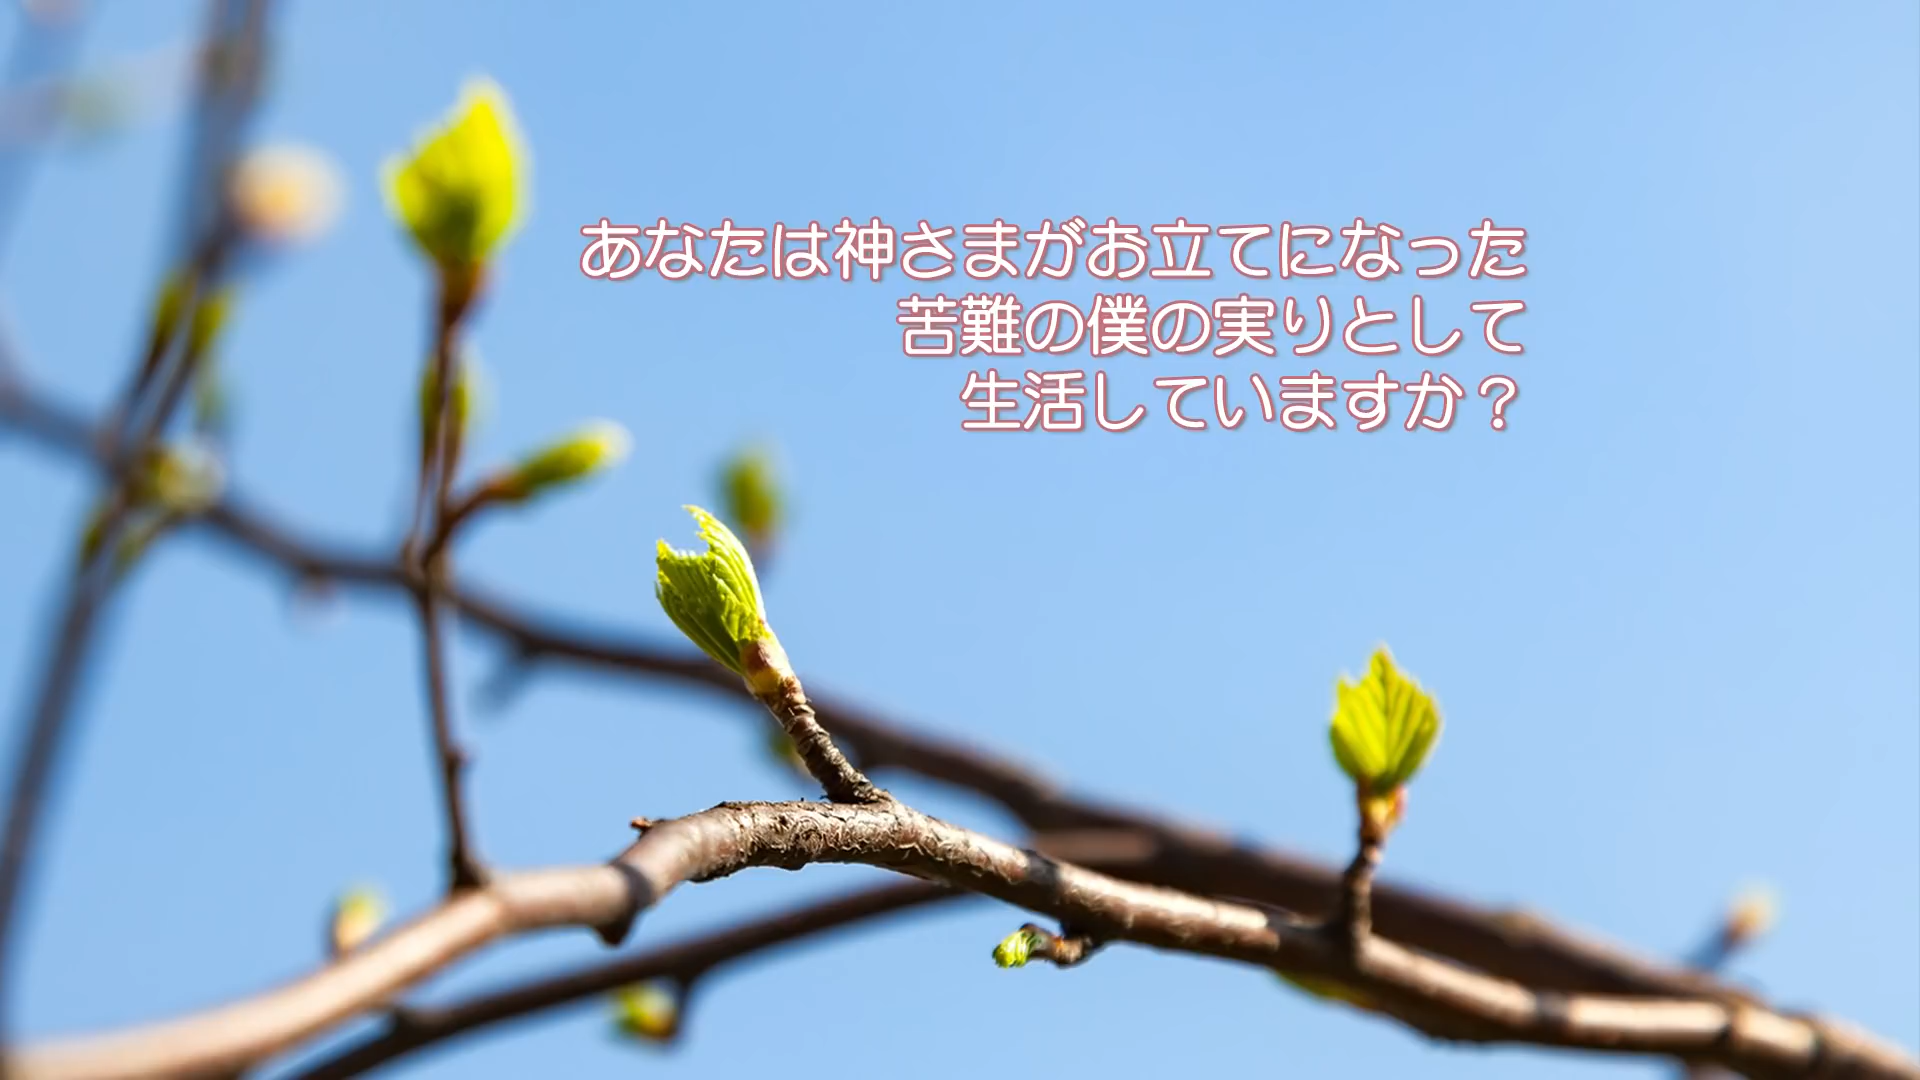 あなたは神さまがお立てになった
苦難の僕の実りとして
生活していますか？